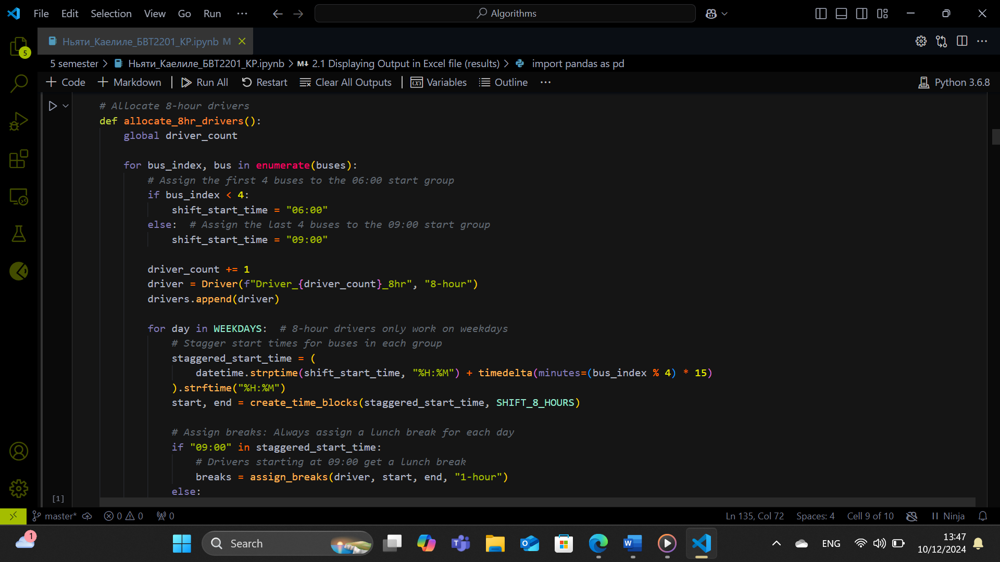 File Edit Selection View Go Run ···
Algorithms
5
Ньяти_Каелиле_БВТ2201_КР.ipynb M
5 semester > Ньяти_Каелиле_БВТ2201_КР.ipynb > M↓ 2.1 Displaying Output in Excel file (results) > import pandas as pd
+ Code + Markdown | Run All Restart Clear All Outputs | Variables Outline ··· Python 3.6.8
# Allocate 8-hour drivers
def allocate_8hr_drivers():
global driver_count
for bus_index, bus in enumerate(buses):
# Assign the first 4 buses to the 06:00 start group
if bus_index < 4:
shift_start_time = "06:00"
else:  # Assign the last 4 buses to the 09:00 start group
shift_start_time = "09:00"
driver_count += 1
driver = Driver(f"Driver_{driver_count}_8hr", "8-hour")
drivers.append(driver)
for day in WEEKDAYS:  # 8-hour drivers only work on weekdays
# Stagger start times for buses in each group
staggered_start_time = (
datetime.strptime(shift_start_time, "%H:%M") + timedelta(minutes=(bus_index % 4) * 15)
).strftime("%H:%M")
start, end = create_time_blocks(staggered_start_time, SHIFT_8_HOURS)
# Assign breaks: Always assign a lunch break for each day
if "09:00" in staggered_start_time:
# Drivers starting at 09:00 get a lunch break
breaks = assign_breaks(driver, start, end, "1-hour")
else:
[1]
master* 0 0 0 Ln 135, Col 72 Spaces: 4 Cell 9 of 10 Ninja
1
Search
ENG
13:47
10/12/2024